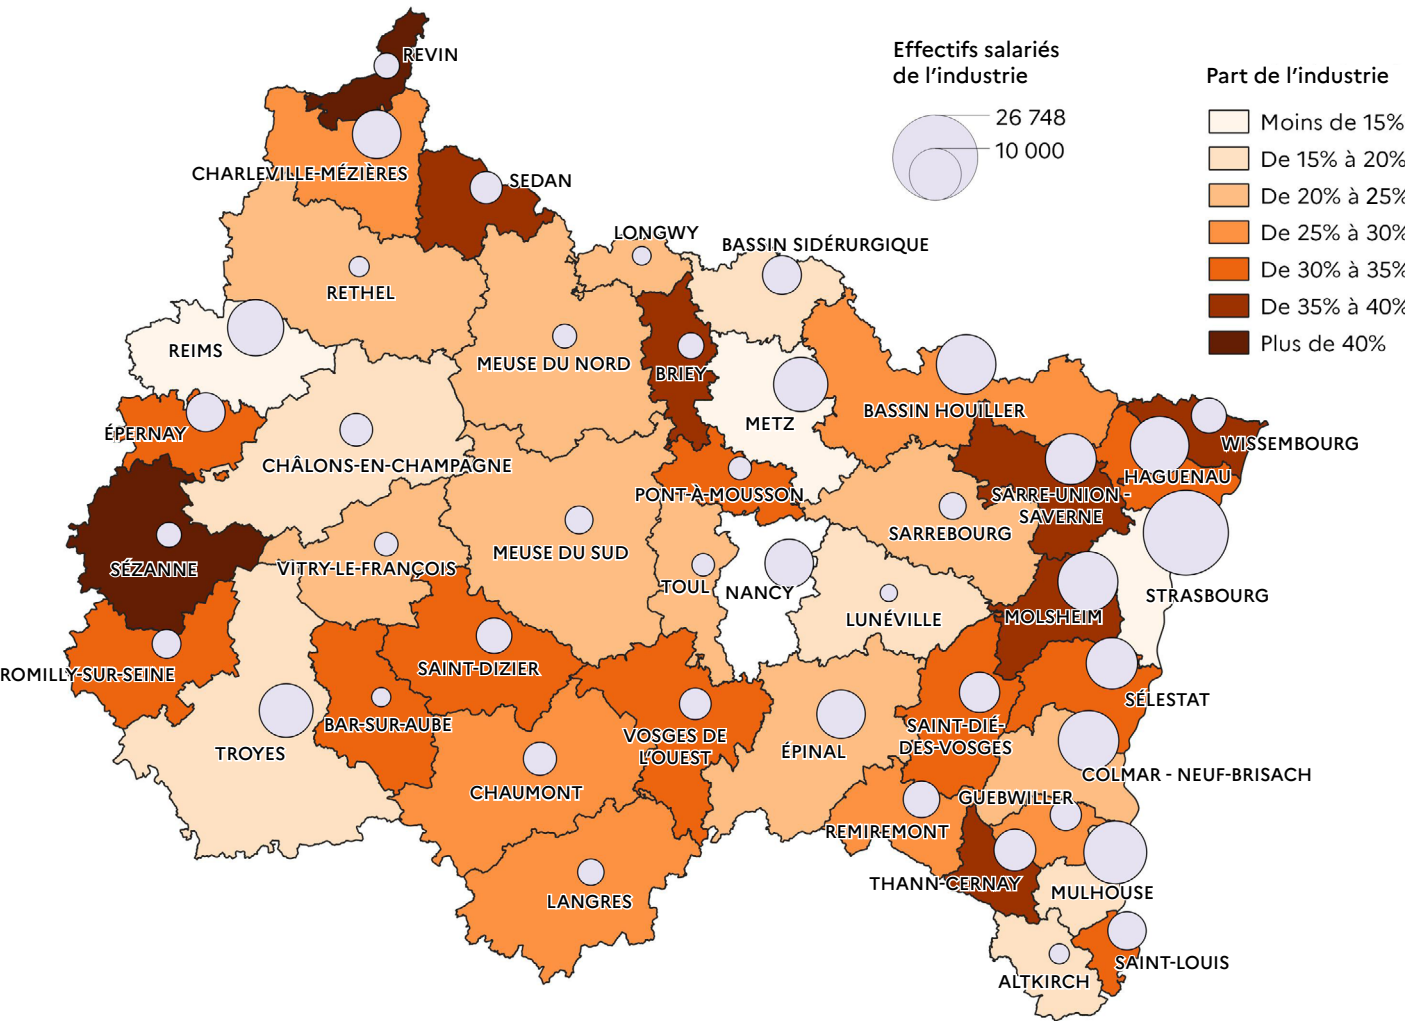 Effectifs salariés
de l'industrie
26 748
10 000
Part de l'industrie
Moins de 15%
De 15% à 20%
De 20% à 25%
De 25% à 30%
De 30% à 35%
De 35% à 40%
Plus de 40%
REVIN
CHARLEVILLE-MÉZIÈRES
SEDAN
LONGWY
BASSIN SIDÉRURGIQUE
RETHEL
REIMS
MEUSE DU NORD
BRIEY
BASSIN HOUILLER
METZ
ÉPERNAY
WISSEMBOURG
CHÂLONS-EN-CHAMPAGNE
HAGUENAU
PONT-À-MOUSSON
SARRE-UNION -
SAVERNE
SARREBOURG
MEUSE DU SUD
SÉZANNE
VITRY-LE-FRANÇOIS
TOUL
NANCY
STRASBOURG
LUNÉVILLE
MOLSHEIM
ROMILLY-SUR-SEINE
SAINT-DIZIER
SÉLESTAT
BAR-SUR-AUBE
SAINT-DIÉ-
DES-VOSGES
VOSGES DE
L'OUEST
TROYES
ÉPINAL
COLMAR - NEUF-BRISACH
CHAUMONT
GUEBWILLER
REMIREMONT
THANN-CERNAY
MULHOUSE
LANGRES
SAINT-LOUIS
ALTKIRCH